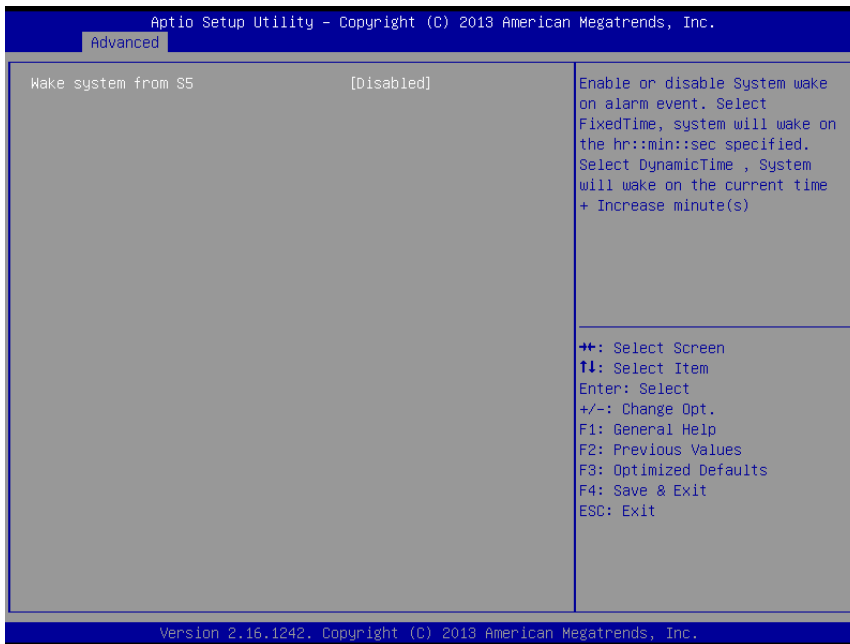 Aptio Setup Utility – Copyright (C) 2013 American Megatrends, Inc.
Advanced
Wake system from S5 [Disabled]
Enable or disable System wake
on alarm event. Select
FixedTime, system will wake on
the hr::min::sec specified.
Select DynamicTime , System
will wake on the current time
+ Increase minute(s)
→←: Select Screen
↑↓: Select Item
Enter: Select
+/-: Change Opt.
F1: General Help
F2: Previous Values
F3: Optimized Defaults
F4: Save & Exit
ESC: Exit
Version 2.16.1242. Copyright (C) 2013 American Megatrends, Inc.